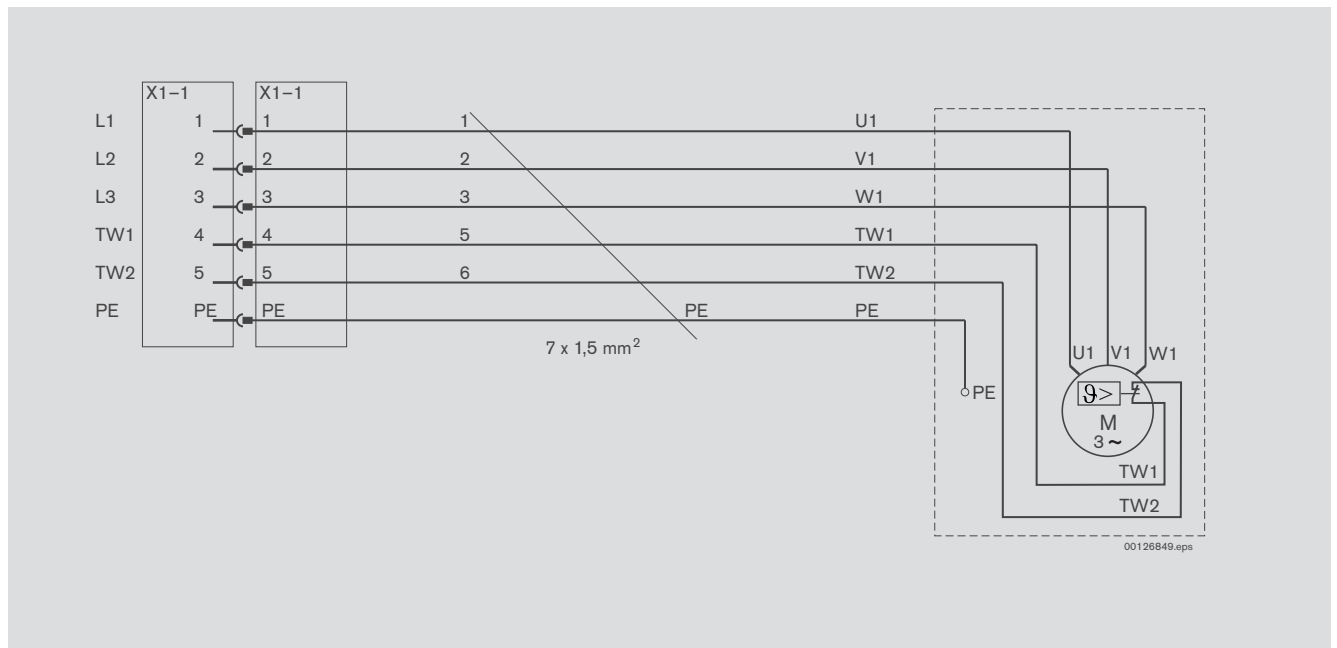 X1-1 X1-1
L1 1 1 1 U1
L2 2 2 2 V1
L3 3 3 3 W1
TW1 4 4 5 TW1
TW2 5 5 6 TW2
PE PE PE PE PE
7 x 1,5 mm²
U1 V1 W1
PE
ϑ>
M
3 ~
TW1
TW2
00126849.eps